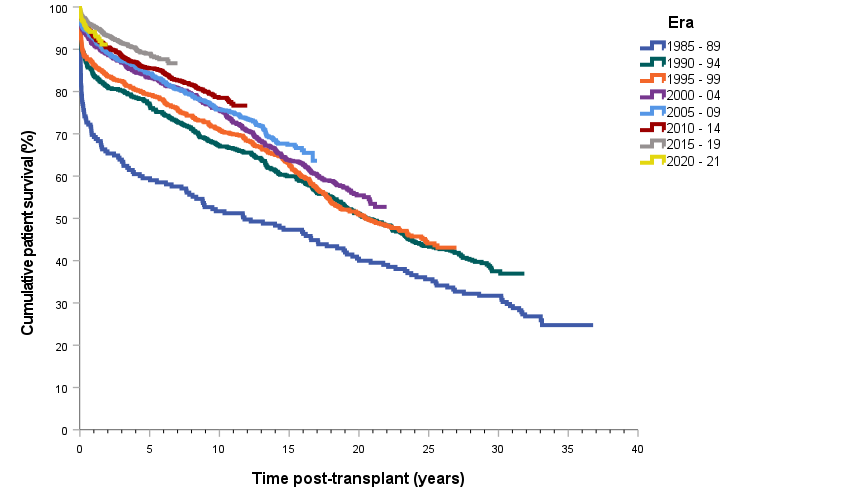 Era
1985 - 89
1990 - 94
1995 - 99
2000 - 04
2005 - 09
2010 - 14
2015 - 19
2020 - 21
Cumulative patient survival (%)
100
90
80
70
60
50
40
30
20
10
0
0 5 10 15 20 25 30 35 40
Time post-transplant (years)